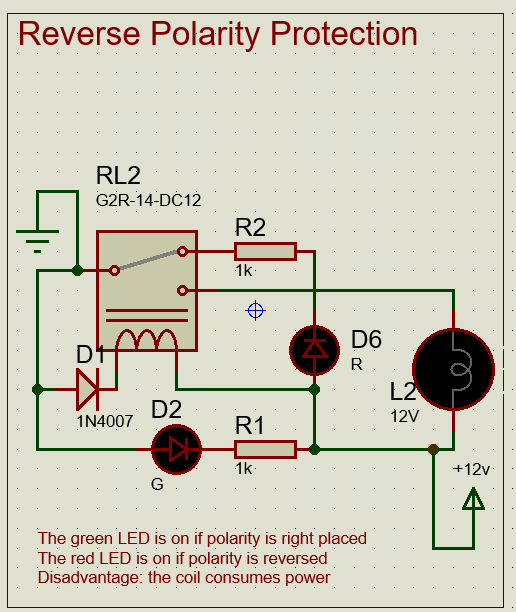 Reverse Polarity Protection
RL2
G2R-14-DC12
R2
1k
D1
1N4007
D6
R
L2
12V
D2
G
R1
1k
+12v
The green LED is on if polarity is right placed
The red LED is on if polarity is reversed
Disadvantage: the coil consumes power